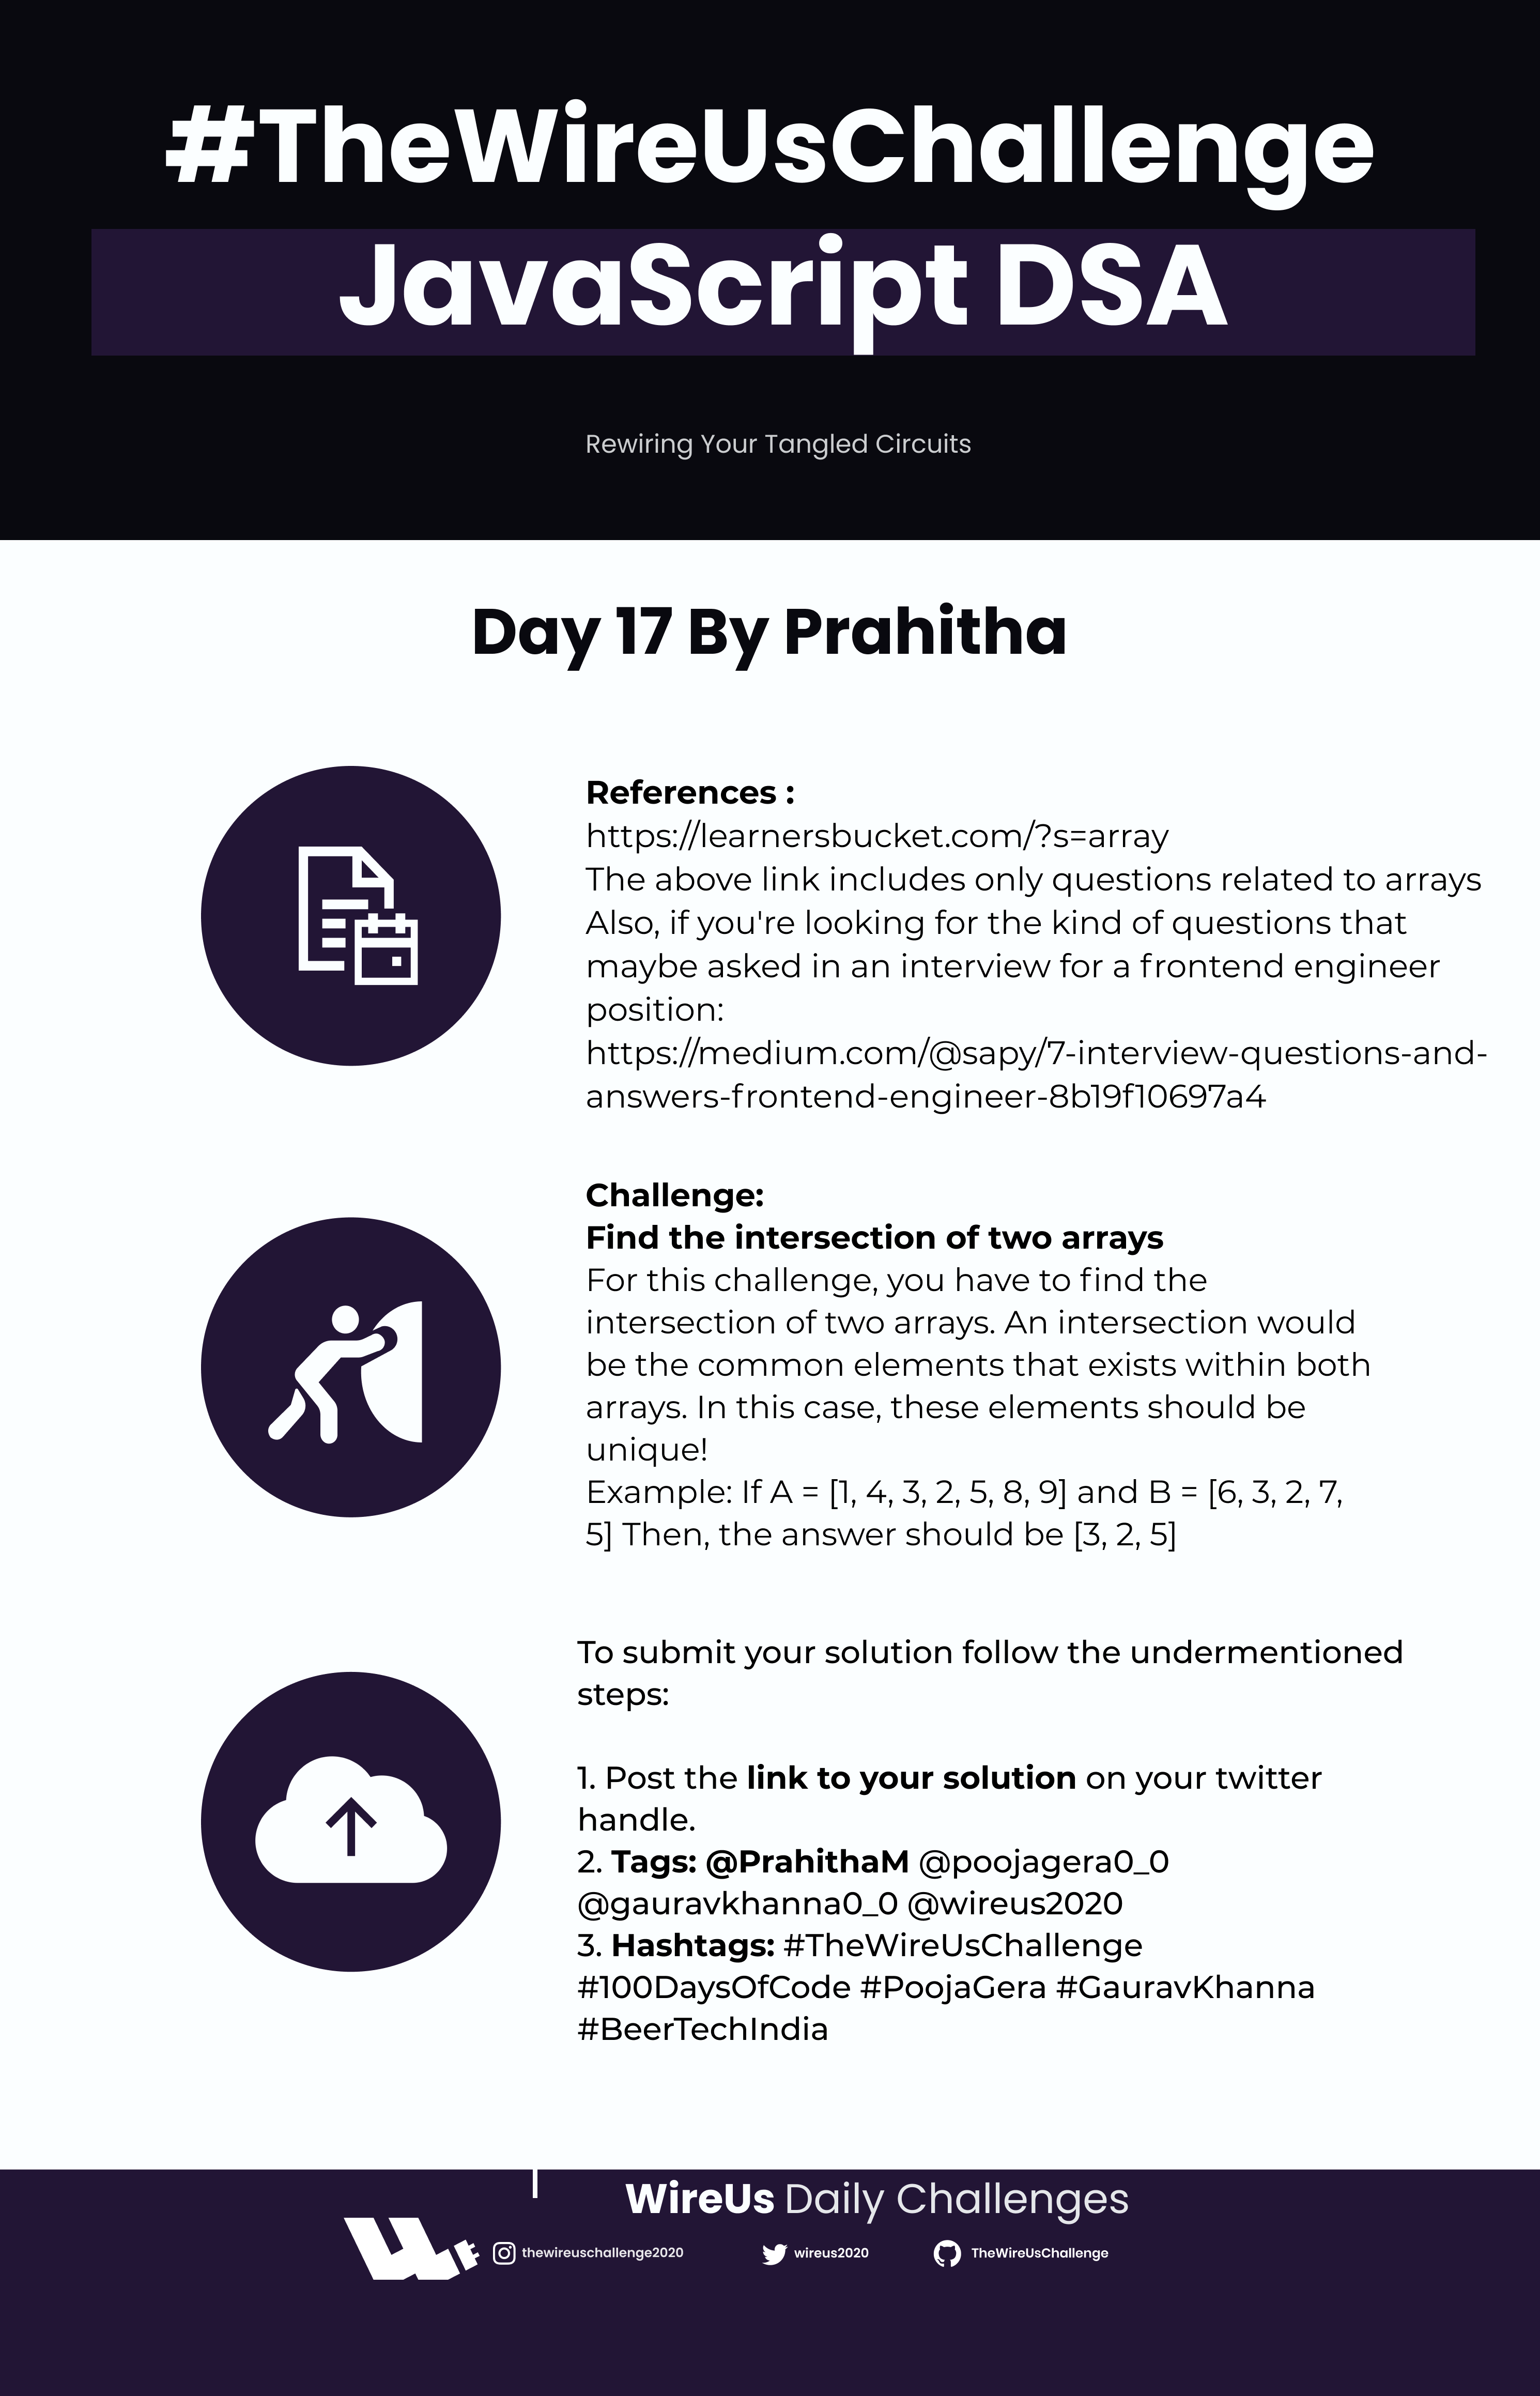 #TheWireUsChallenge
JavaScript DSA
Rewiring Your Tangled Circuits
Day 17 By Prahitha
References :
https://learnersbucket.com/?s=array
The above link includes only questions related to arrays
Also, if you're looking for the kind of questions that
maybe asked in an interview for a frontend engineer
position:
https://medium.com/@sapy/7-interview-questions-and-
answers-frontend-engineer-8b19f10697a4
Challenge:
Find the intersection of two arrays
For this challenge, you have to find the
intersection of two arrays. An intersection would
be the common elements that exists within both
arrays. In this case, these elements should be
unique!
Example: If A = [1, 4, 3, 2, 5, 8, 9] and B = [6, 3, 2, 7,
5] Then, the answer should be [3, 2, 5]
To submit your solution follow the undermentioned
steps:
1. Post the link to your solution on your twitter
handle.
2. Tags: @PrahithaM @poojagera0_0
@gauravkhanna0_0 @wireus2020
3. Hashtags: #TheWireUsChallenge
#100DaysOfCode #PoojaGera #GauravKhanna
#BeerTechIndia
WireUs Daily Challenges
thewireuschallenge2020 wireus2020 TheWireUsChallenge